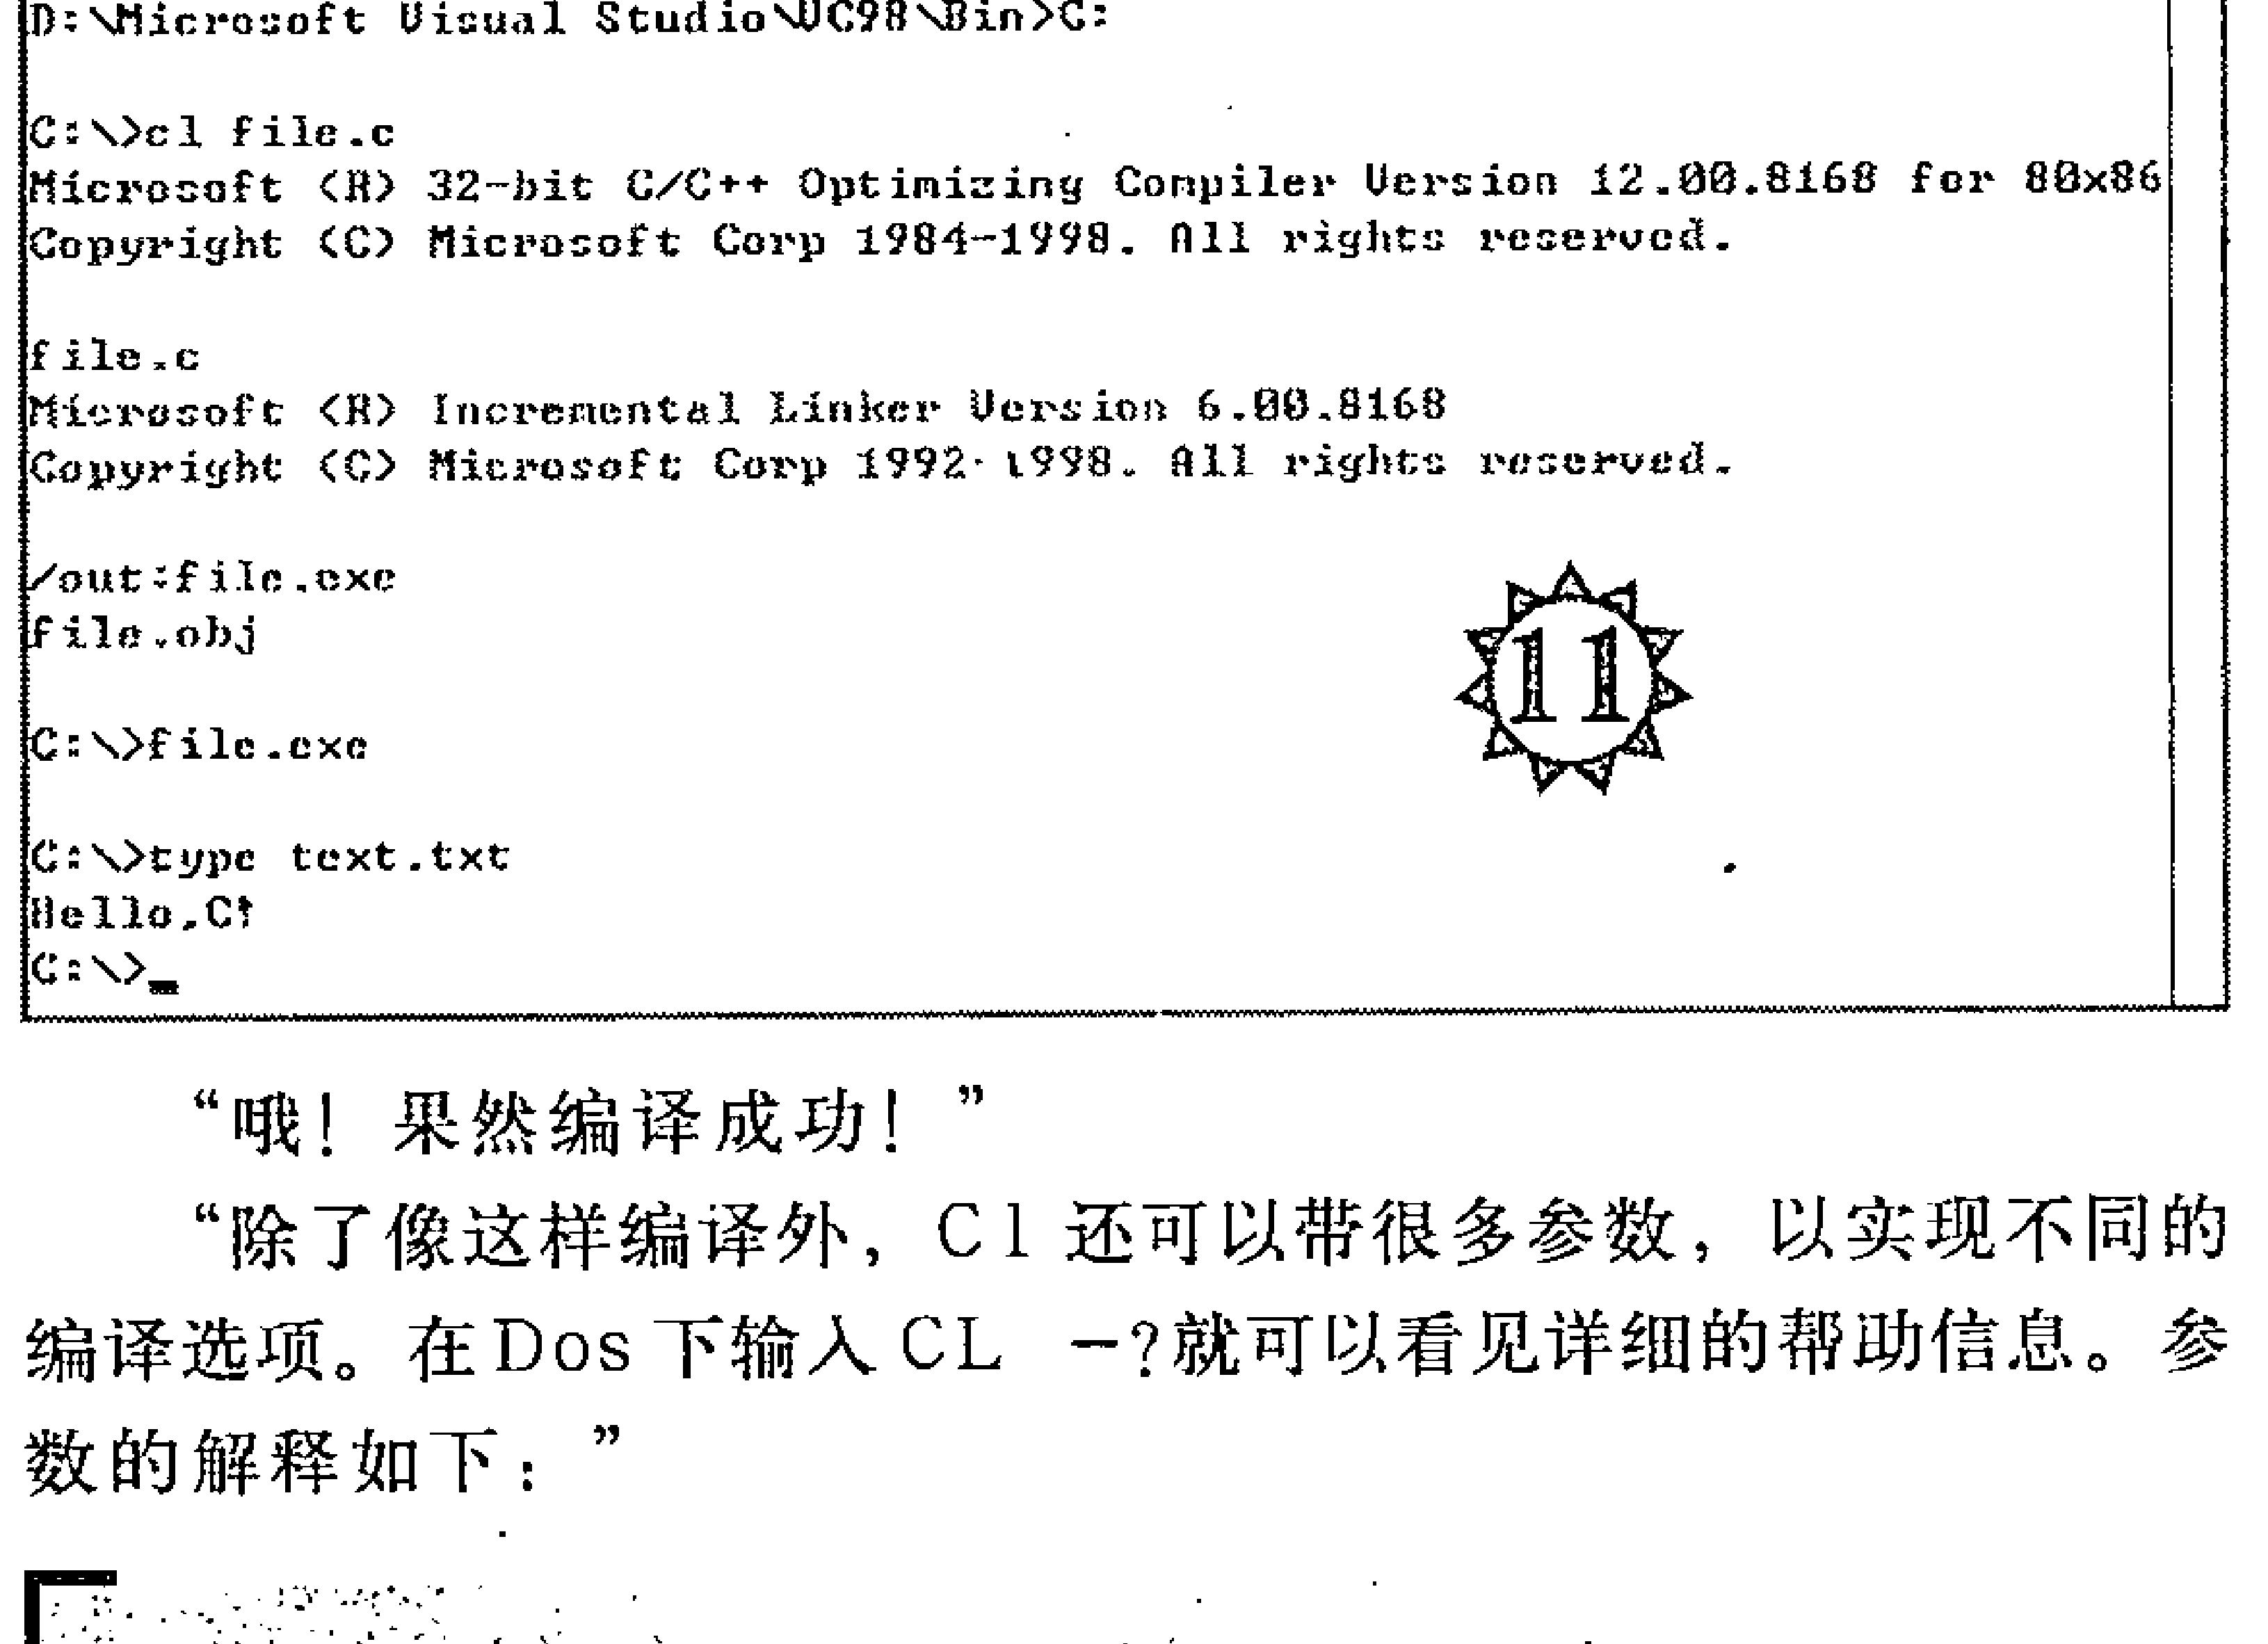 D:\Microsoft Visual Studio\VC98\Bin>C:
C:\>cl file.c
Microsoft (R) 32-bit C/C++ Optimizing Compiler Version 12.00.8168 for 80x86
Copyright (C) Microsoft Corp 1984-1998. All rights reserved.
file.c
Microsoft (R) Incremental Linker Version 6.00.8168
Copyright (C) Microsoft Corp 1992-1998. All rights reserved.
/out:file.exe
file.obj
11
C:\>file.exe
C:\>type text.txt
Hello,C!
C:\>_
“哦！果然编译成功！”
“除了像这样编译外，Cl 还可以带很多参数，以实现不同的
编译选项。在Dos下输入CL －?就可以看见详细的帮助信息。参
数的解释如下：”